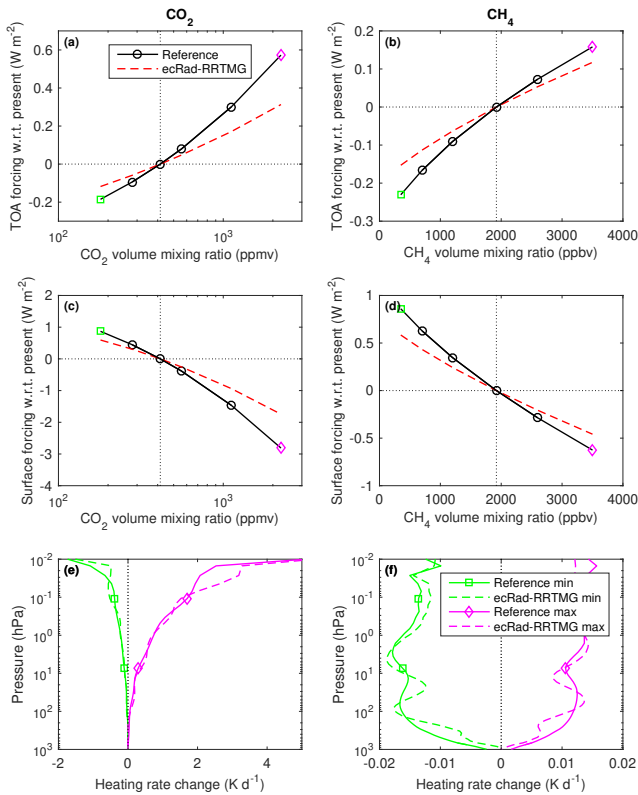 CO2
CH4
(a)
Reference
ecRad-RRTMG
TOA forcing w.r.t. present (W m-2)
0.6
0.4
0.2
0
-0.2
10^2
10^3
CO2 volume mixing ratio (ppmv)
(b)
TOA forcing w.r.t. present (W m-2)
0.2
0.1
0
-0.1
-0.2
-0.3
0
1000
2000
3000
4000
CH4 volume mixing ratio (ppbv)
(c)
Surface forcing w.r.t. present (W m-2)
2
1
0
-1
-2
-3
-4
10^2
10^3
CO2 volume mixing ratio (ppmv)
(d)
Surface forcing w.r.t. present (W m-2)
1
0.5
0
-0.5
-1
0
1000
2000
3000
4000
CH4 volume mixing ratio (ppbv)
(e)
Pressure (hPa)
10^-2
10^-1
10^0
10^1
10^2
10^3
-2
0
2
4
Heating rate change (K d-1)
(f)
Reference min
ecRad-RRTMG min
Reference max
ecRad-RRTMG max
Pressure (hPa)
10^-2
10^-1
10^0
10^1
10^2
10^3
-0.02
-0.01
0
0.01
0.02
Heating rate change (K d-1)